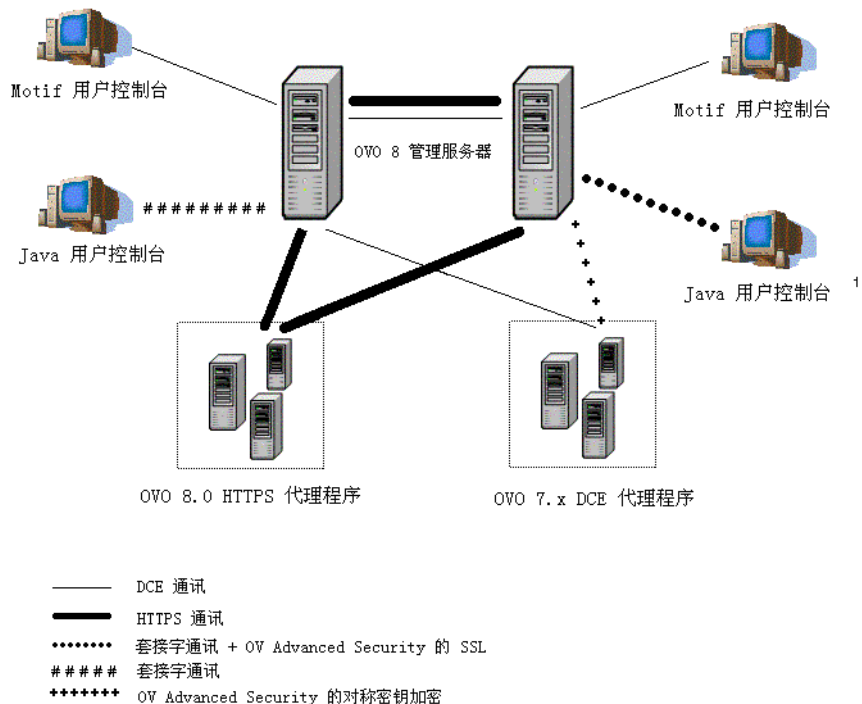 Motif 用户控制台
Motif 用户控制台
OVO 8 管理服务器
#########
Java 用户控制台
Java 用户控制台
OVO 8.0 HTTPS 代理程序
OVO 7.x DCE 代理程序
DCE 通讯
HTTPS 通讯
套接字通讯 + OV Advanced Security 的 SSL
##### 套接字通讯
+++++++ OV Advanced Security 的对称密钥加密